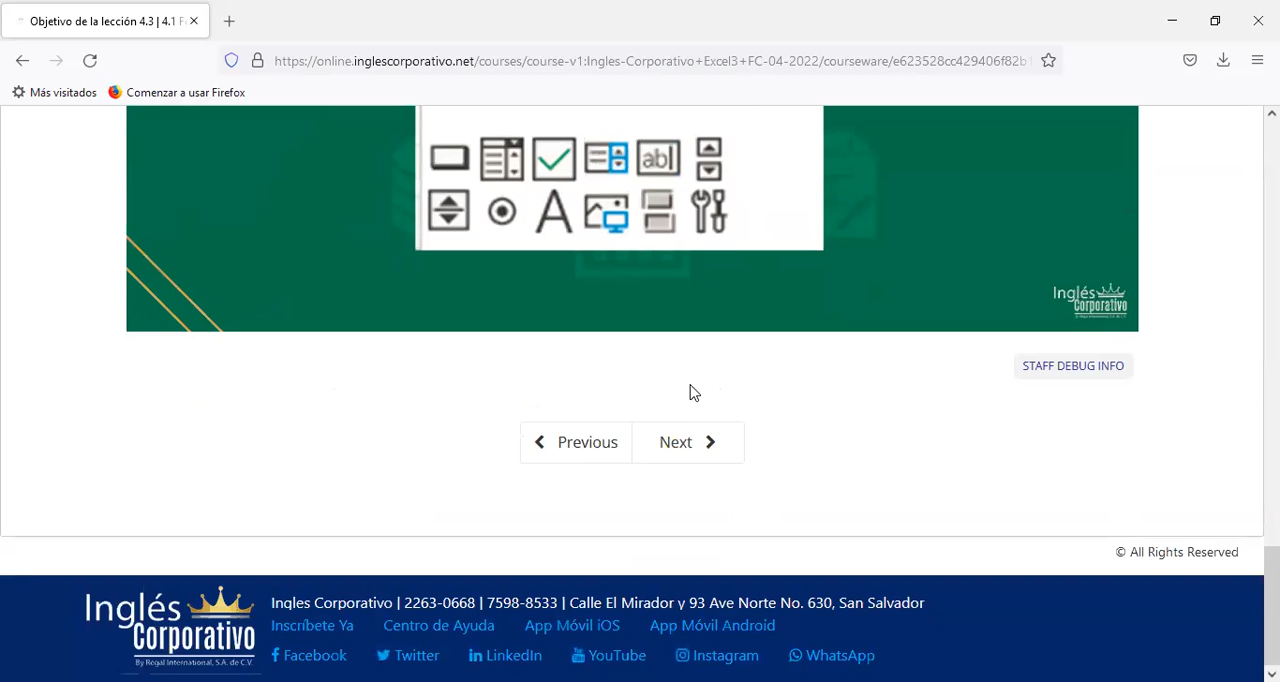 Objetivo de la lección 4.3 | 4.1 F
https://online.inglescorporativo.net/courses/course-v1:Ingles-Corporativo+Excel3+FC-04-2022/courseware/e623528cc429406f82b1
Más visitados Comenzar a usar Firefox
ab
A
Inglés
Corporativo
STAFF DEBUG INFO
Previous Next
© All Rights Reserved
Inglés
Corporativo
By Regal International, S.A. de C.V.
Ingles Corporativo | 2263-0668 | 7598-8533 | Calle El Mirador y 93 Ave Norte No. 630, San Salvador
Inscríbete Ya Centro de Ayuda App Móvil iOS App Móvil Android
Facebook Twitter LinkedIn YouTube Instagram WhatsApp